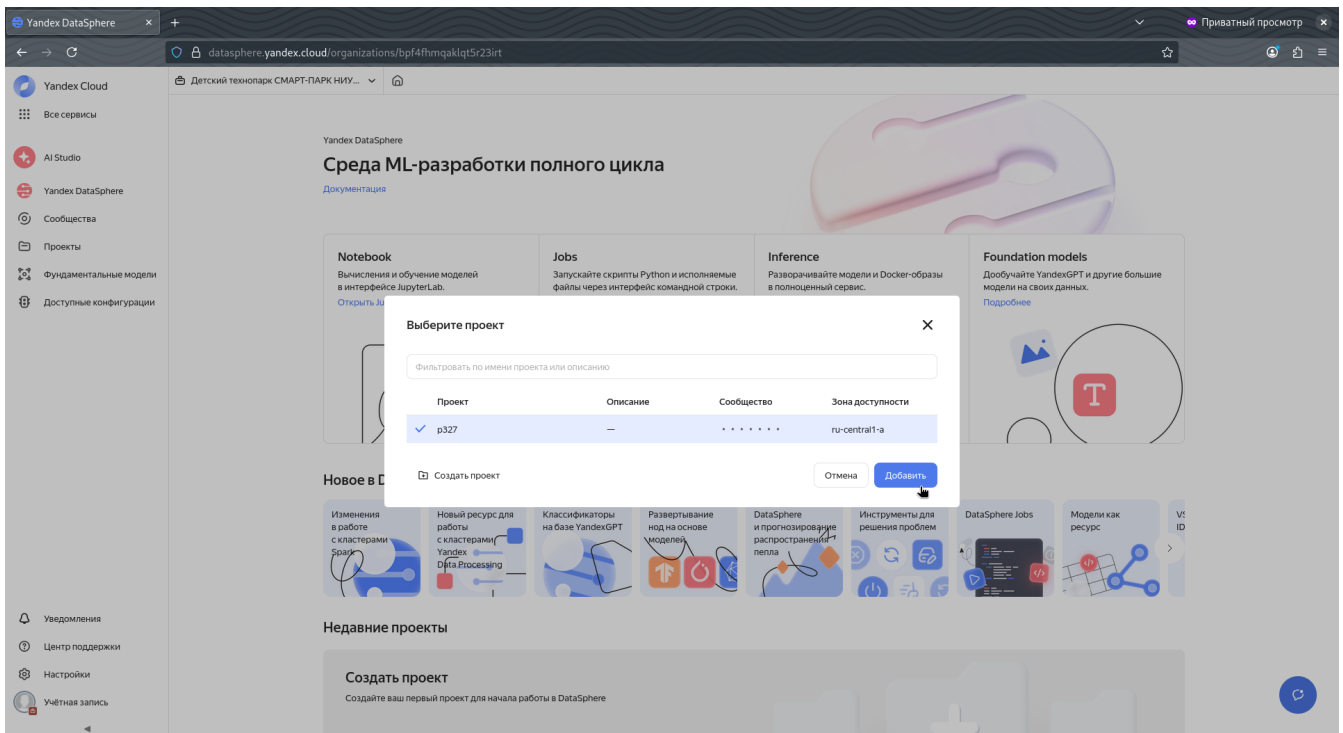 Yandex DataSphere
Приватный просмотр
datasphere.yandex.cloud/organizations/bpf4fhmqaklqt5r23irt
Yandex Cloud
Детский технопарк СМАРТ-ПАРК НИУ...
Все сервисы
AI Studio
Yandex DataSphere
Сообщества
Проекты
Фундаментальные модели
Доступные конфигурации
Yandex DataSphere
Среда ML-разработки полного цикла
Документация
Notebook
Вычисления и обучение моделей
в интерфейсе JupyterLab.
Открыть Ju
Jobs
Запускайте скрипты Python и исполняемые
файлы через интерфейс командной строки.
Inference
Разворачивайте модели и Docker-образы
в полноценный сервис.
Foundation models
Дообучайте YandexGPT и другие большие
модели на своих данных.
Подробнее
T
Выберите проект
Фильтровать по имени проекта или описанию
Проект Описание Сообщество Зона доступности
p327 — • • • • • • • ru-central1-a
Создать проект
Отмена
Добавить
Новое в D
Изменения
в работе
с кластерами
Spark
Новый ресурс для
работы
с кластерами
Yandex
Data Processing
Классификаторы
на базе YandexGPT
Развертывание
нод на основе
моделей
DataSphere
и прогнозирование
распространения
пепла
Инструменты для
решения проблем
DataSphere Jobs
Модели как
ресурс
VS
ID
Недавние проекты
Создать проект
Создайте ваш первый проект для начала работы в DataSphere
Уведомления
Центр поддержки
Настройки
Учётная запись